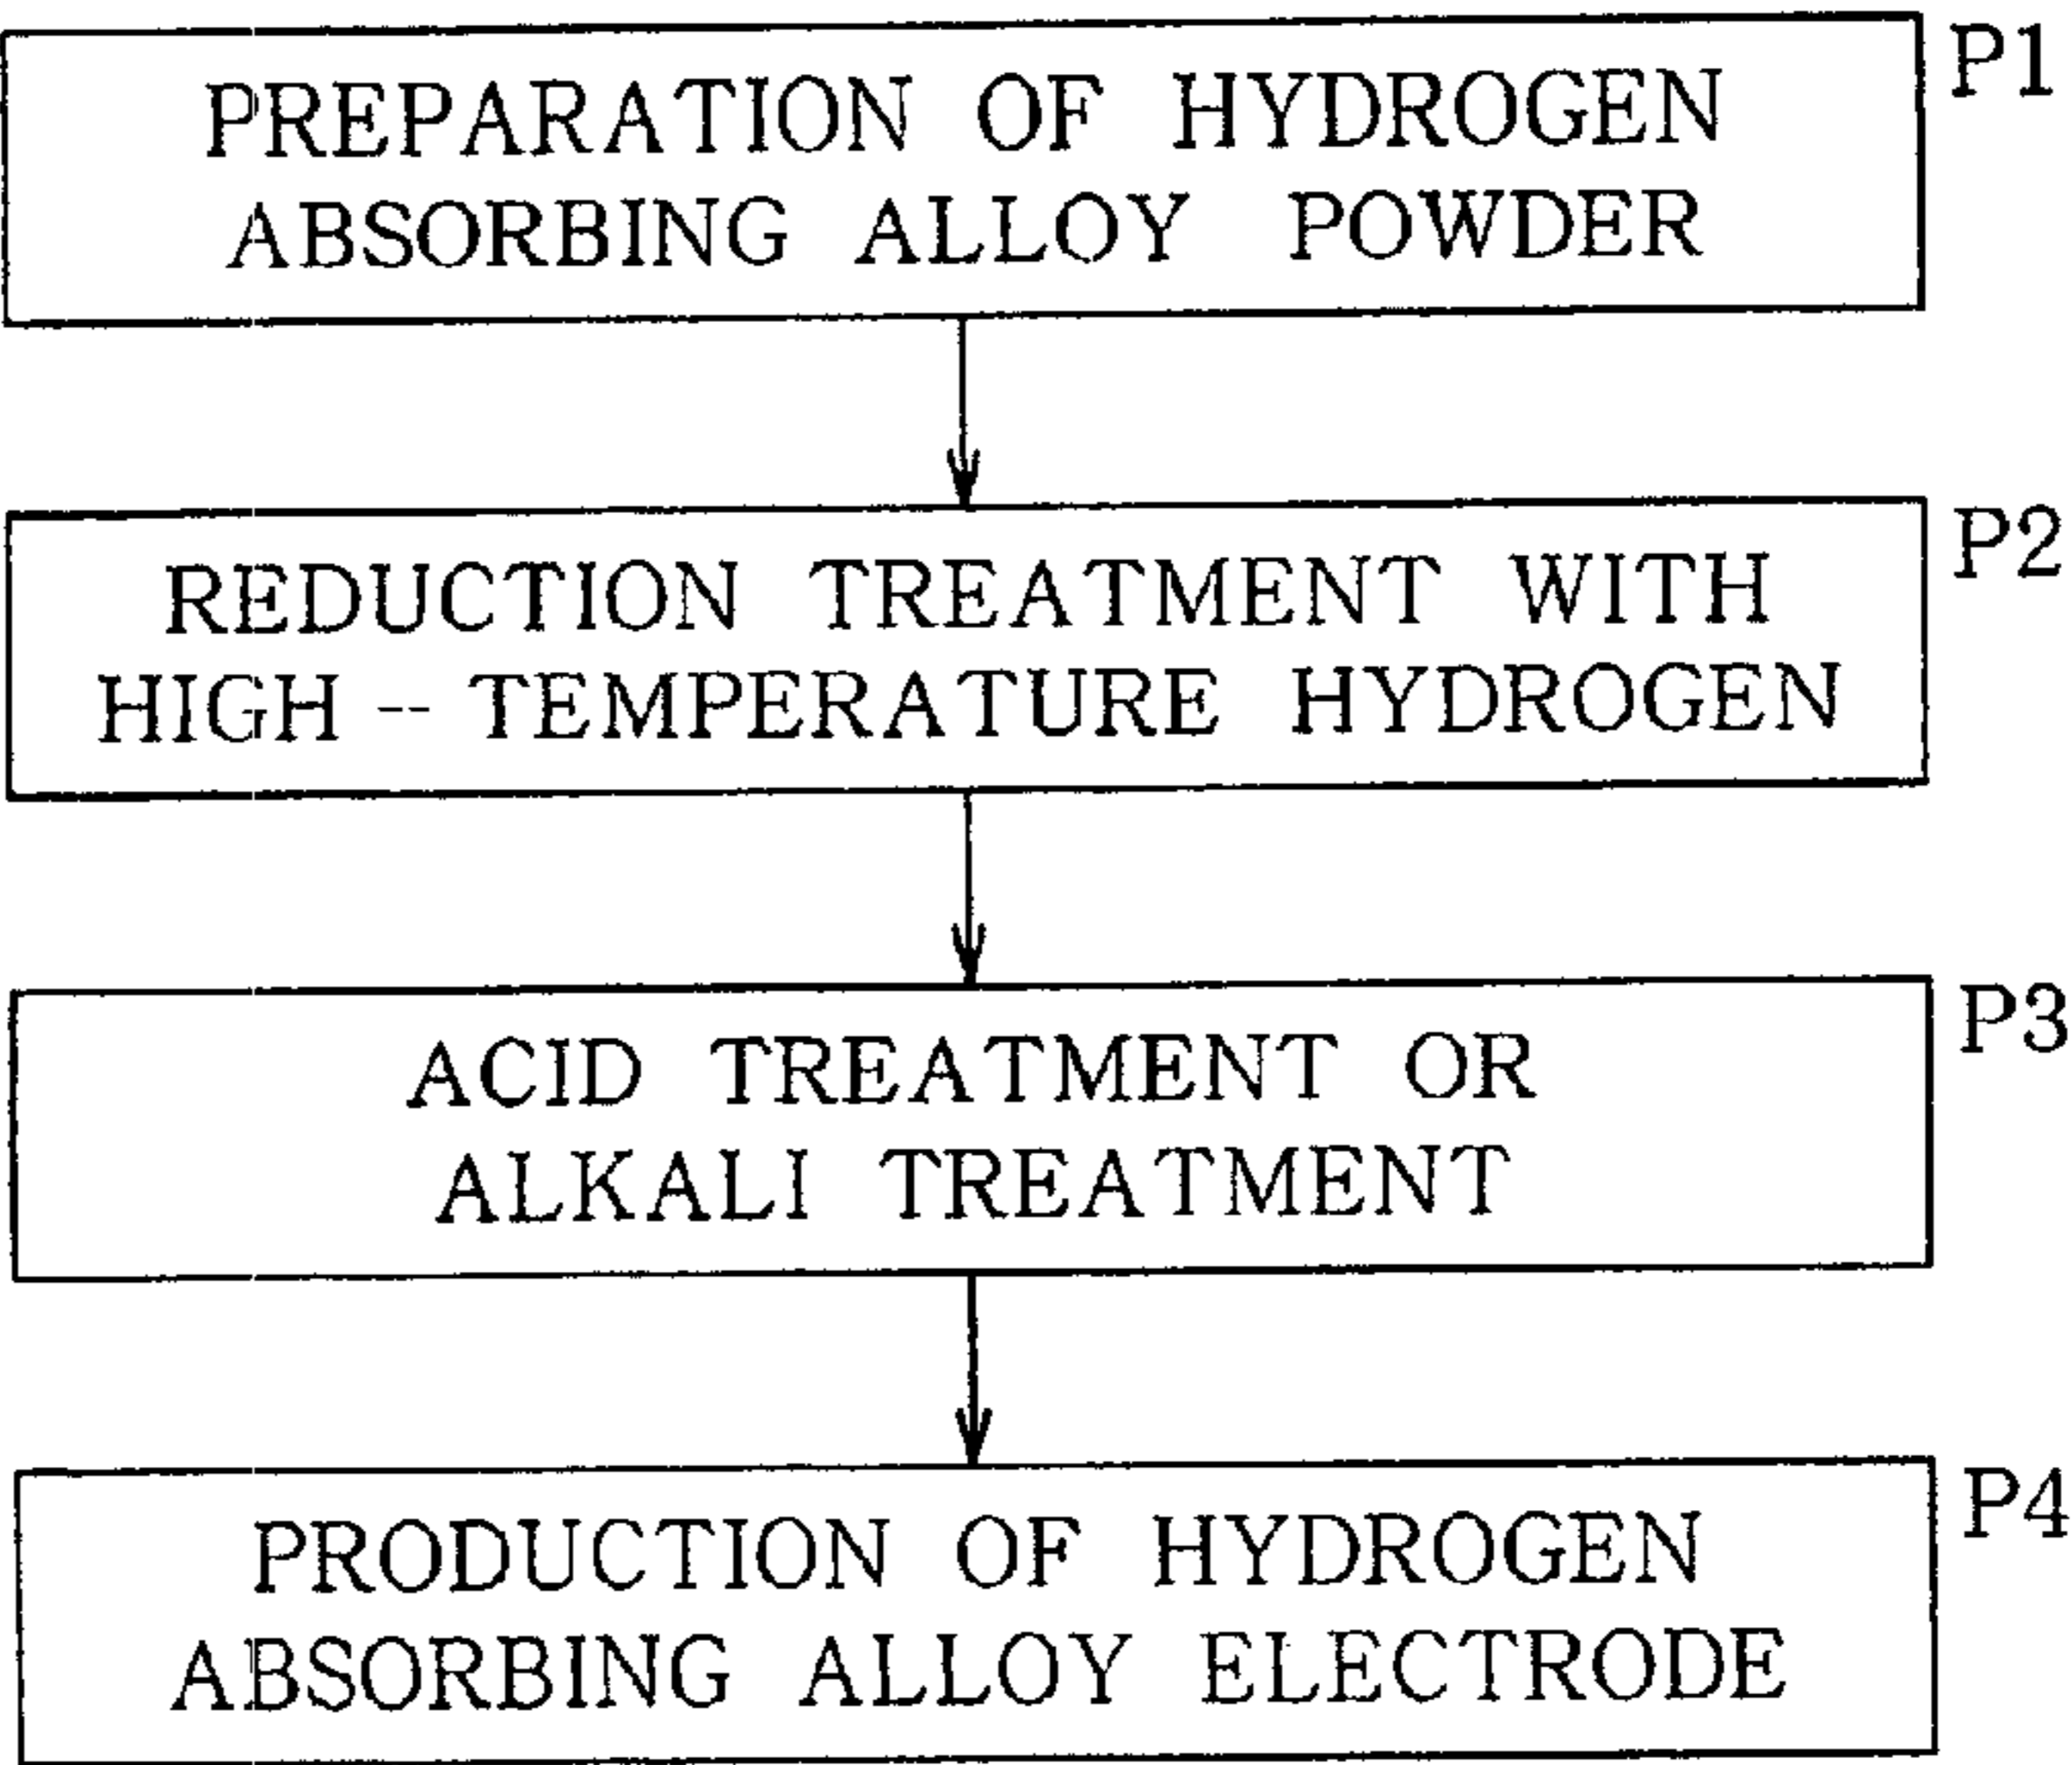 PREPARATION OF HYDROGEN
ABSORBING ALLOY POWDER
P1
REDUCTION TREATMENT WITH
HIGH-TEMPERATURE HYDROGEN
P2
ACID TREATMENT OR
ALKALI TREATMENT
P3
PRODUCTION OF HYDROGEN
ABSORBING ALLOY ELECTRODE
P4